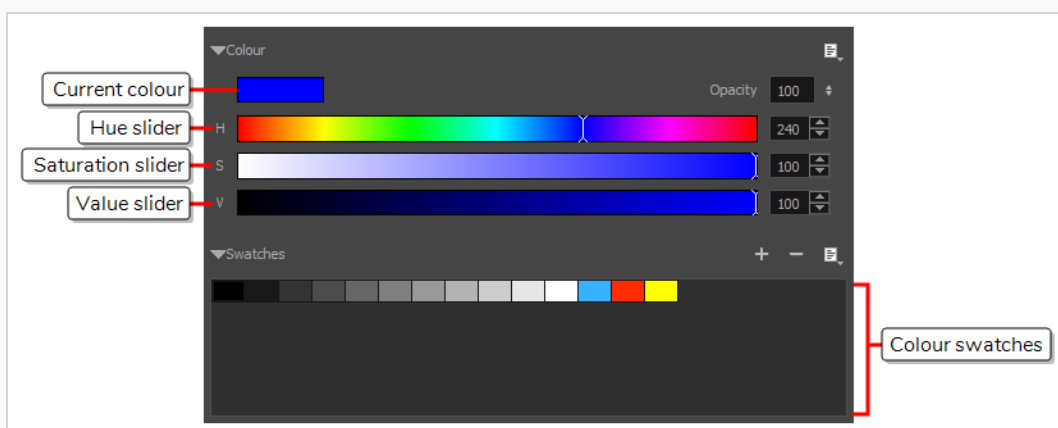 Colour
Current colour
Opacity 100
Hue slider H 240
Saturation slider S 100
Value slider V 100
Swatches + −
Colour swatches